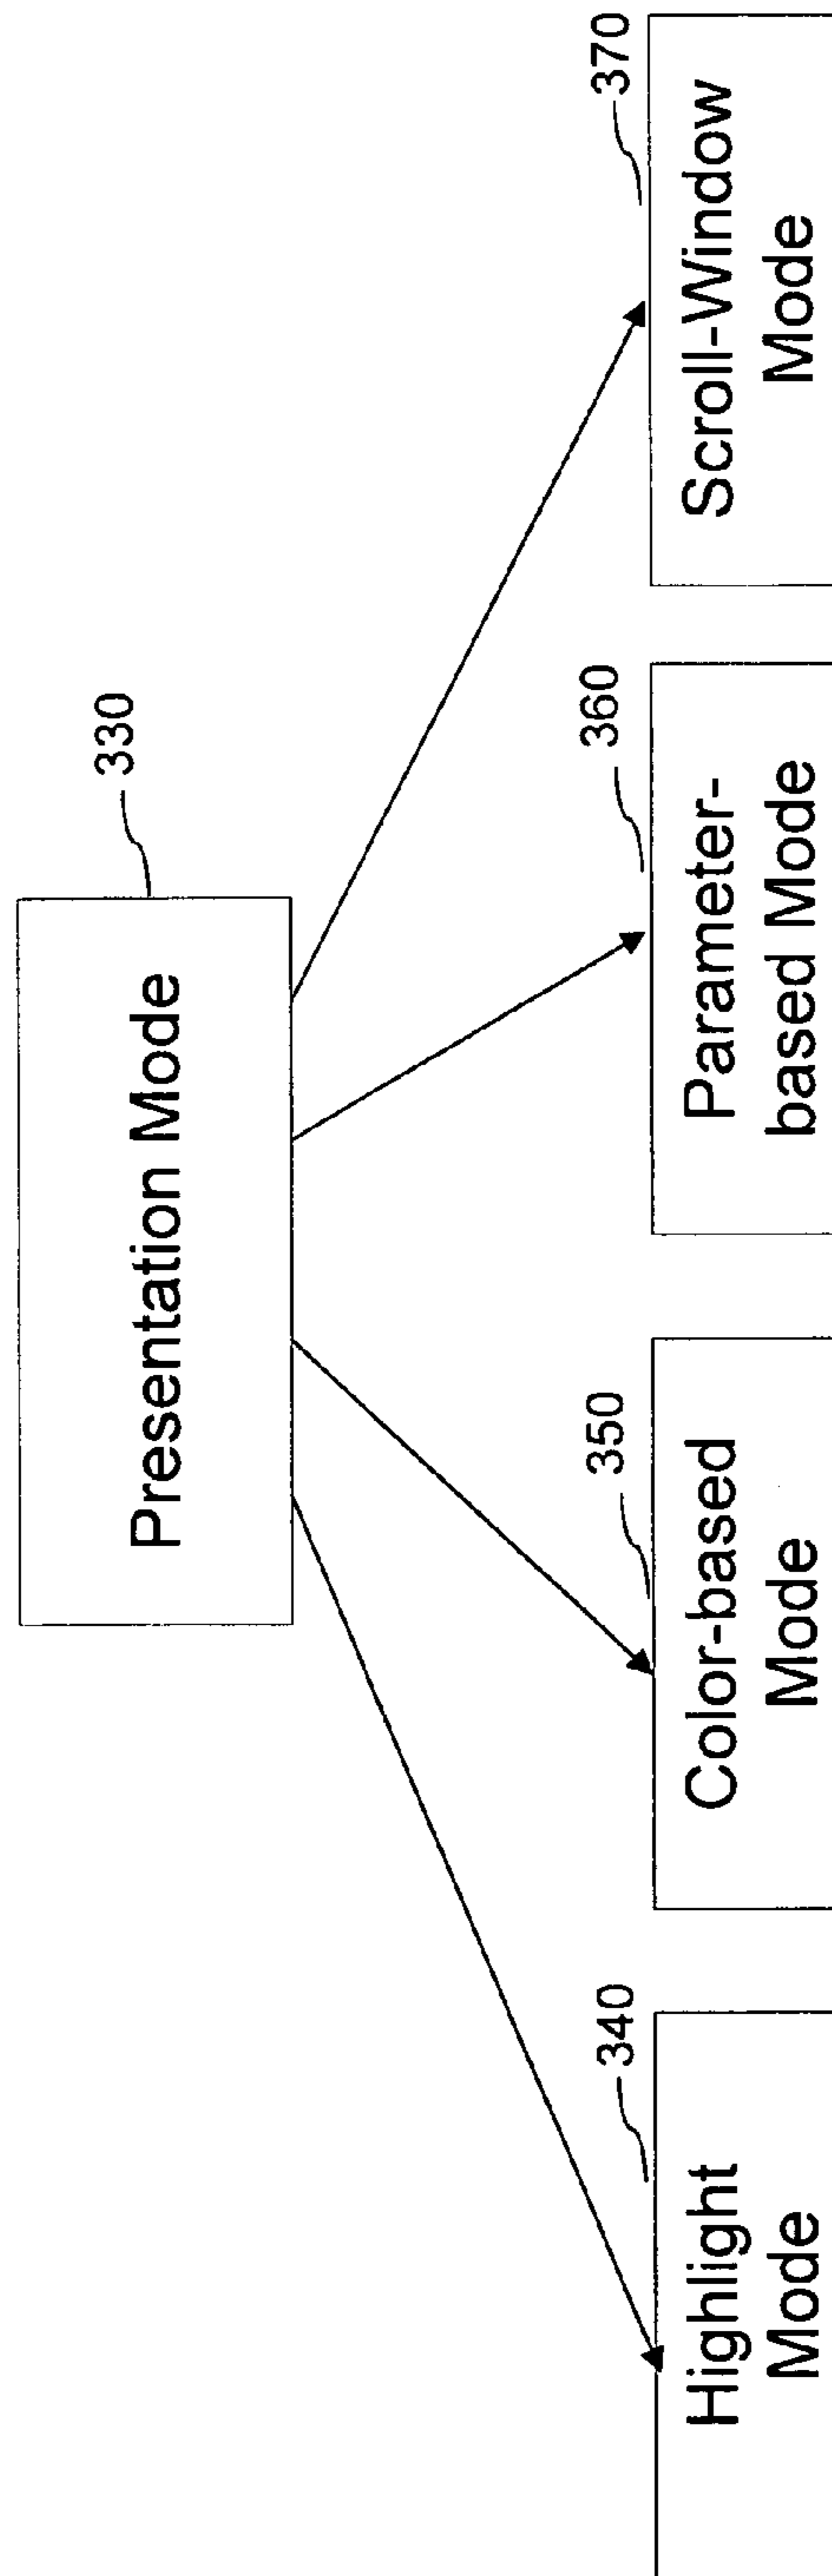 330
Presentation Mode
340
Highlight
Mode
350
Color-based
Mode
360
Parameter-
based Mode
370
Scroll-Window
Mode